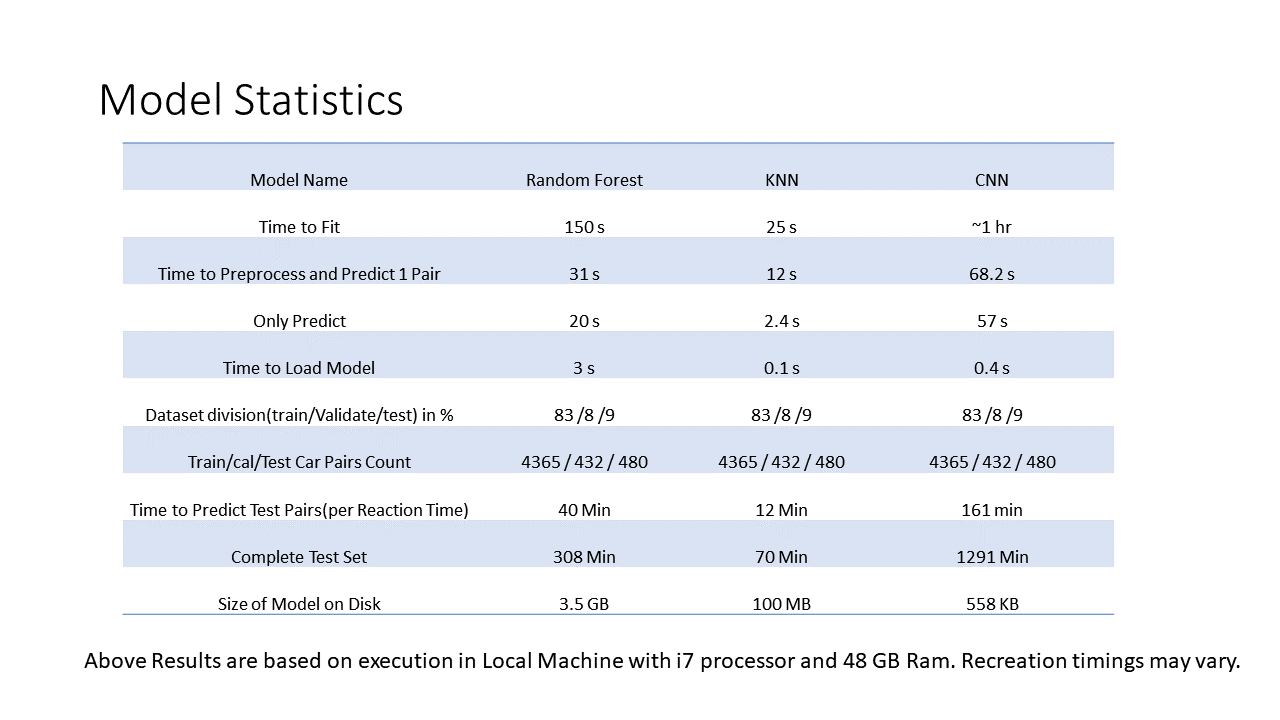 Model Statistics
Model Name Random Forest KNN CNN
Time to Fit 150 s 25 s ~1 hr
Time to Preprocess and Predict 1 Pair 31 s 12 s 68.2 s
Only Predict 20 s 2.4 s 57 s
Time to Load Model 3 s 0.1 s 0.4 s
Dataset division(train/Validate/test) in % 83 /8 /9 83 /8 /9 83 /8 /9
Train/cal/Test Car Pairs Count 4365 / 432 / 480 4365 / 432 / 480 4365 / 432 / 480
Time to Predict Test Pairs(per Reaction Time) 40 Min 12 Min 161 min
Complete Test Set 308 Min 70 Min 1291 Min
Size of Model on Disk 3.5 GB 100 MB 558 KB
Above Results are based on execution in Local Machine with i7 processor and 48 GB Ram. Recreation timings may vary.